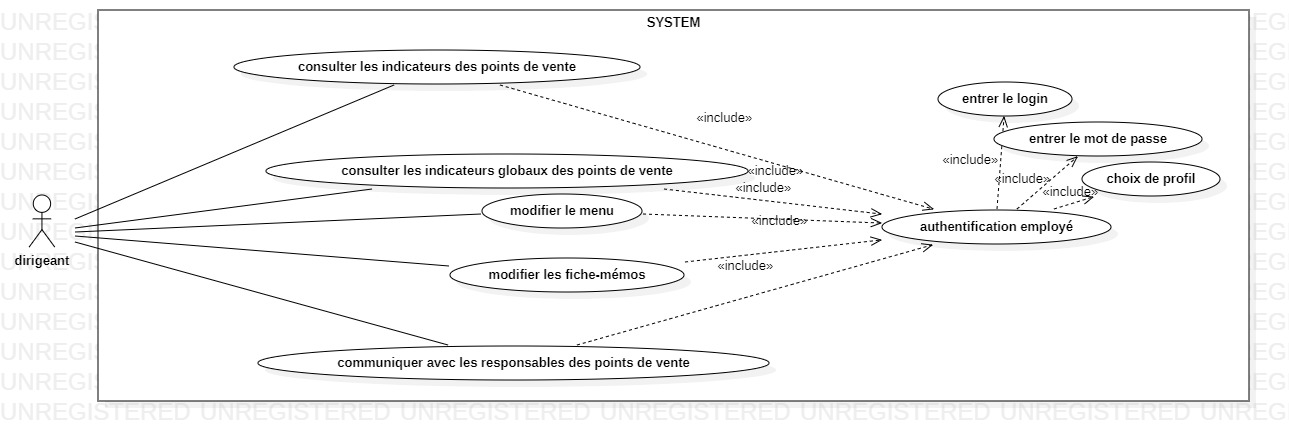 SYSTEM
consulter les indicateurs des points de vente
entrer le login
«include»
entrer le mot de passe
«include»
consulter les indicateurs globaux des points de vente
«include»
«include»
choix de profil
«include»
«include»
modifier le menu
«include»
authentification employé
dirigeant
modifier les fiche-mémos
«include»
communiquer avec les responsables des points de vente
UNREGISTERED UNREGISTERED UNREGISTERED UNREGISTERED UNREGISTERED UNREGISTERED UNREGISTERED